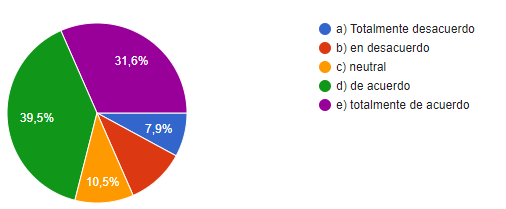 a) Totalmente desacuerdo
b) en desacuerdo
c) neutral
d) de acuerdo
e) totalmente de acuerdo
31,6%
39,5%
7,9%
10,5%